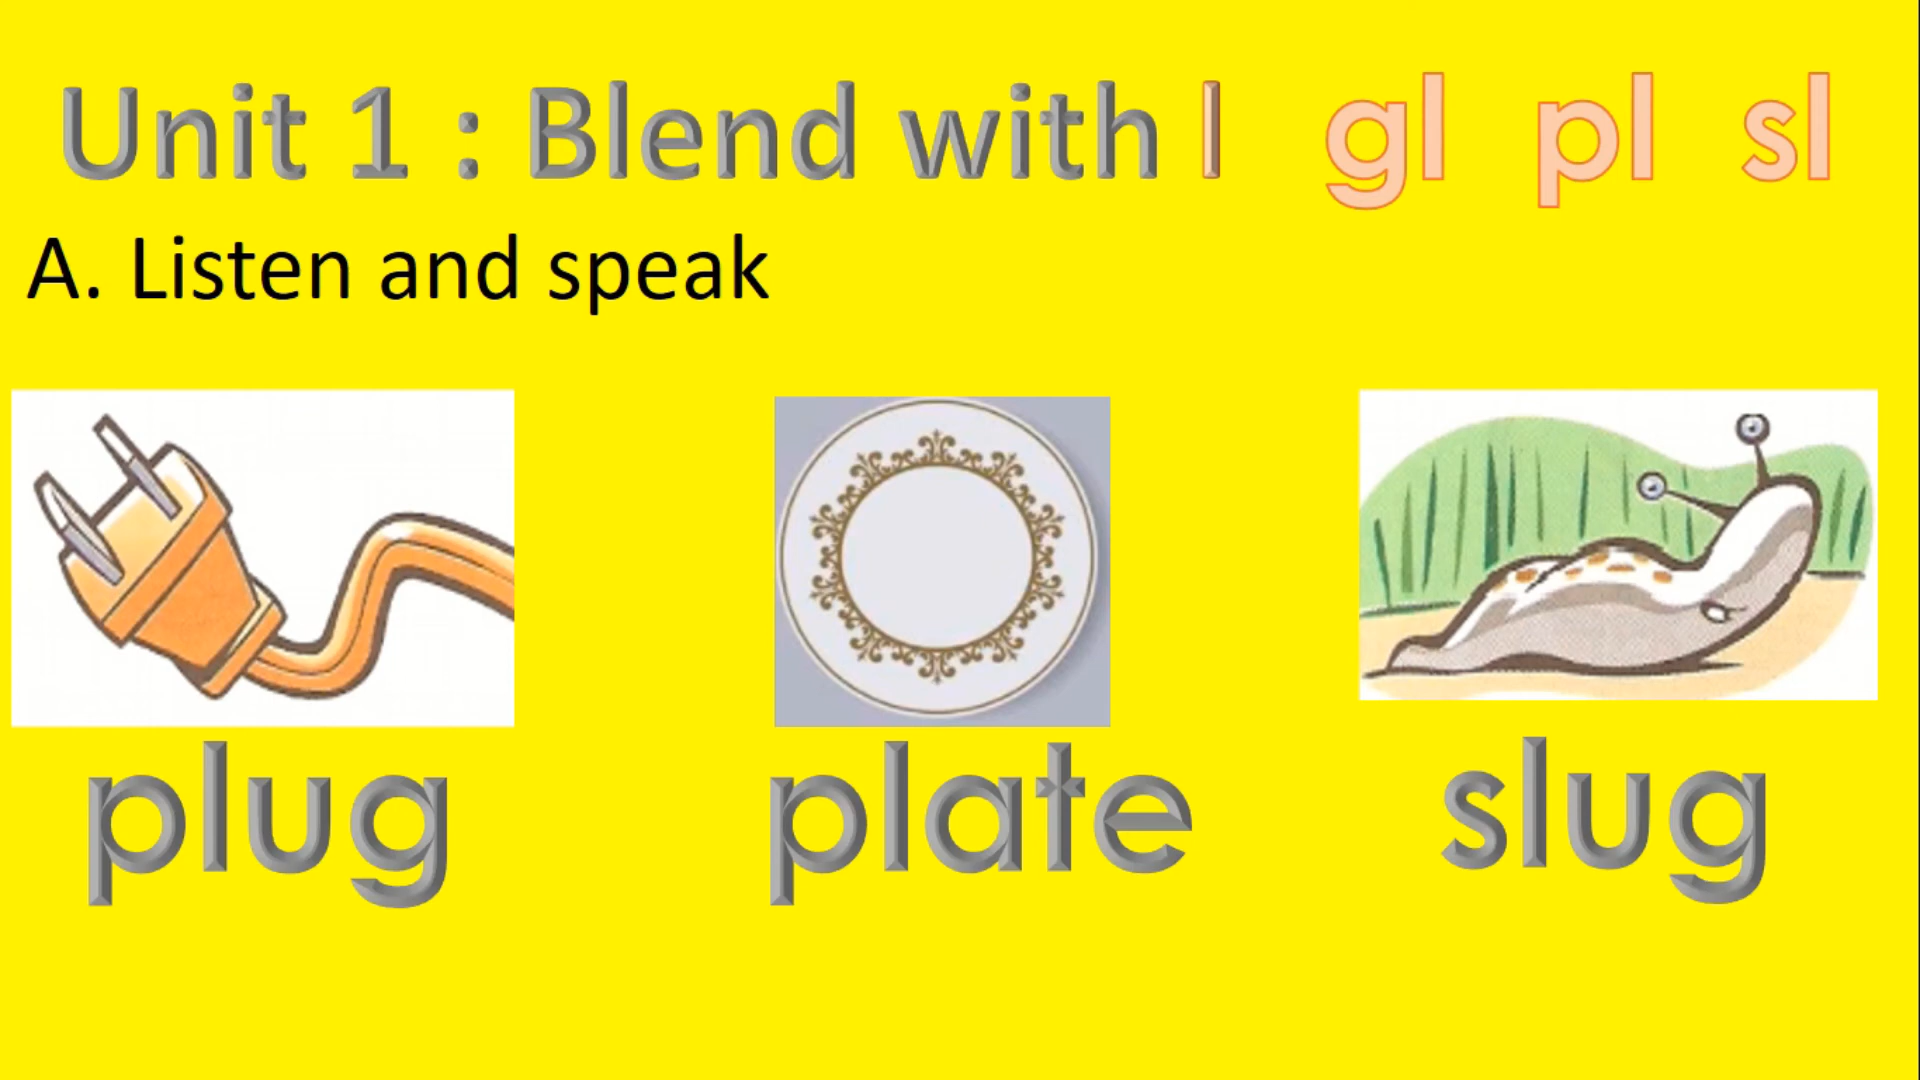 Unit 1 : Blend with l gl pl sl
A. Listen and speak
plug plate slug